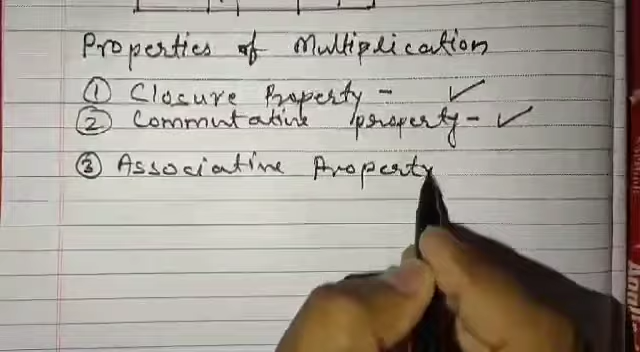 Properties of Multiplication
① Closure Property - ✓
② Commutative property - ✓
③ Associative Property